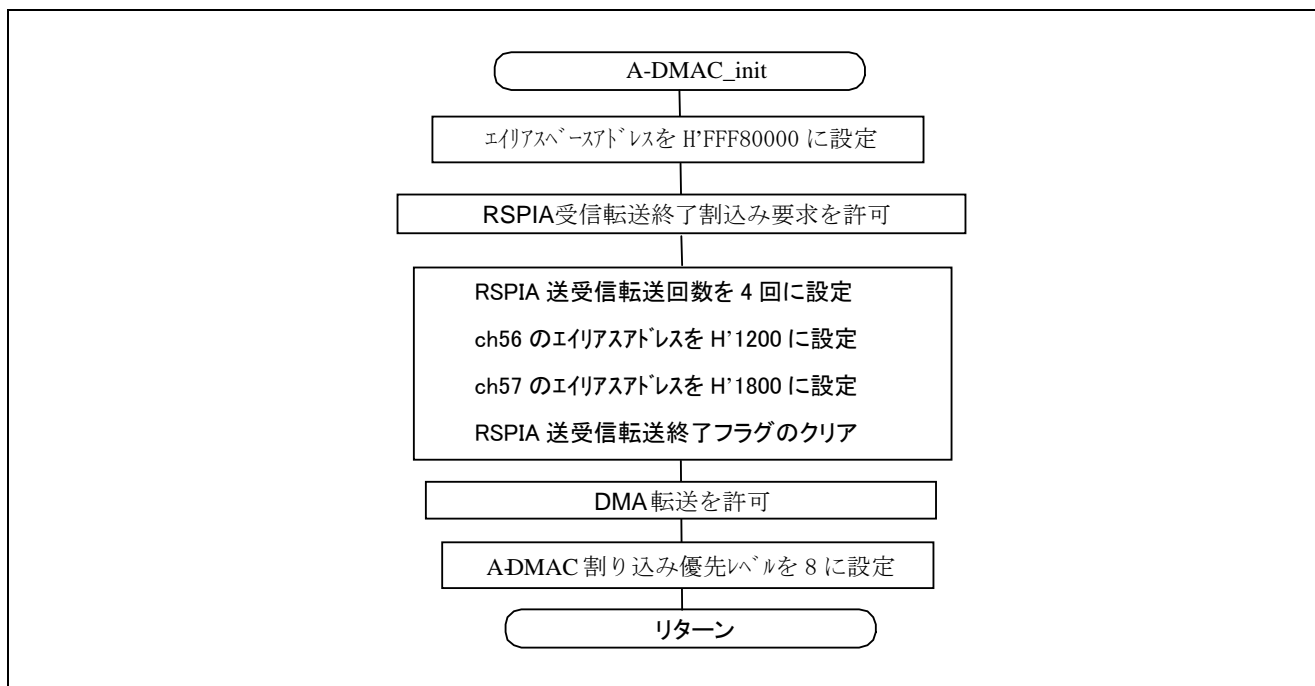 A-DMAC_init
ｴｲﾘｱｽﾍﾞｰｽｱﾄﾞﾚｽを H'FFF80000 に設定
RSPIA受信転送終了割込み要求を許可
RSPIA 送受信転送回数を 4 回に設定
ch56 のｴｲﾘｱｽｱﾄﾞﾚｽを H'1200 に設定
ch57 のｴｲﾘｱｽｱﾄﾞﾚｽを H'1800 に設定
RSPIA 送受信転送終了フラグのクリア
DMA 転送を許可
A-DMAC 割り込み優先ﾚﾍﾞﾙを 8 に設定
リターン